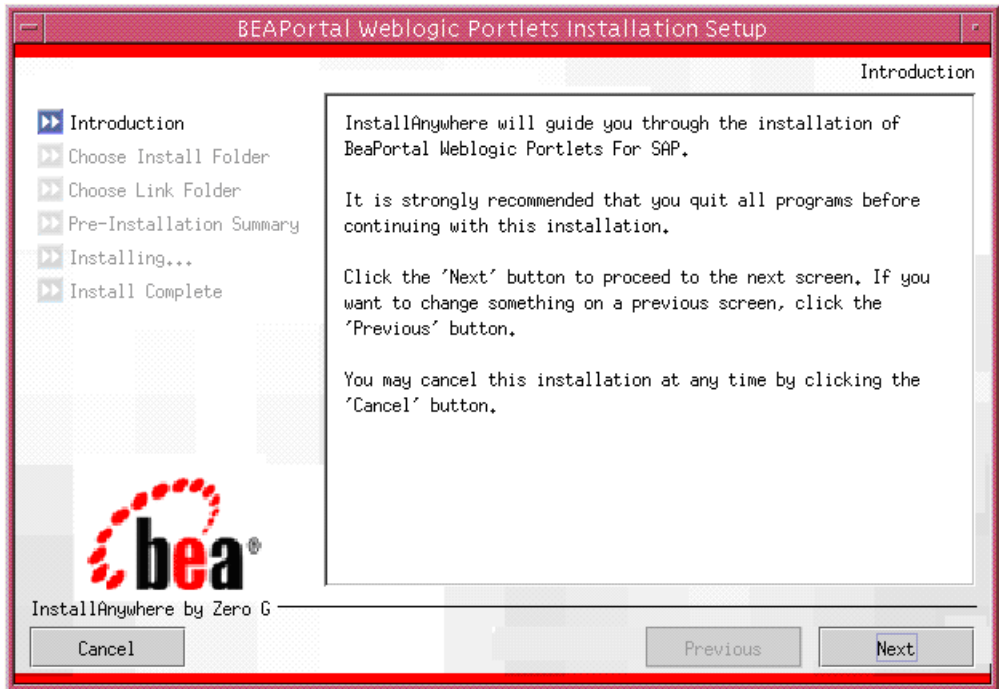 BEAPortal Weblogic Portlets Installation Setup
Introduction
Introduction
Choose Install Folder
Choose Link Folder
Pre-Installation Summary
Installing...
Install Complete
InstallAnywhere will guide you through the installation of
BeaPortal Weblogic Portlets For SAP.
It is strongly recommended that you quit all programs before
continuing with this installation.
Click the ´Next´ button to proceed to the next screen. If you
want to change something on a previous screen, click the
´Previous´ button.
You may cancel this installation at any time by clicking the
´Cancel´ button.
bea®
InstallAnywhere by Zero G
Cancel
Previous
Next